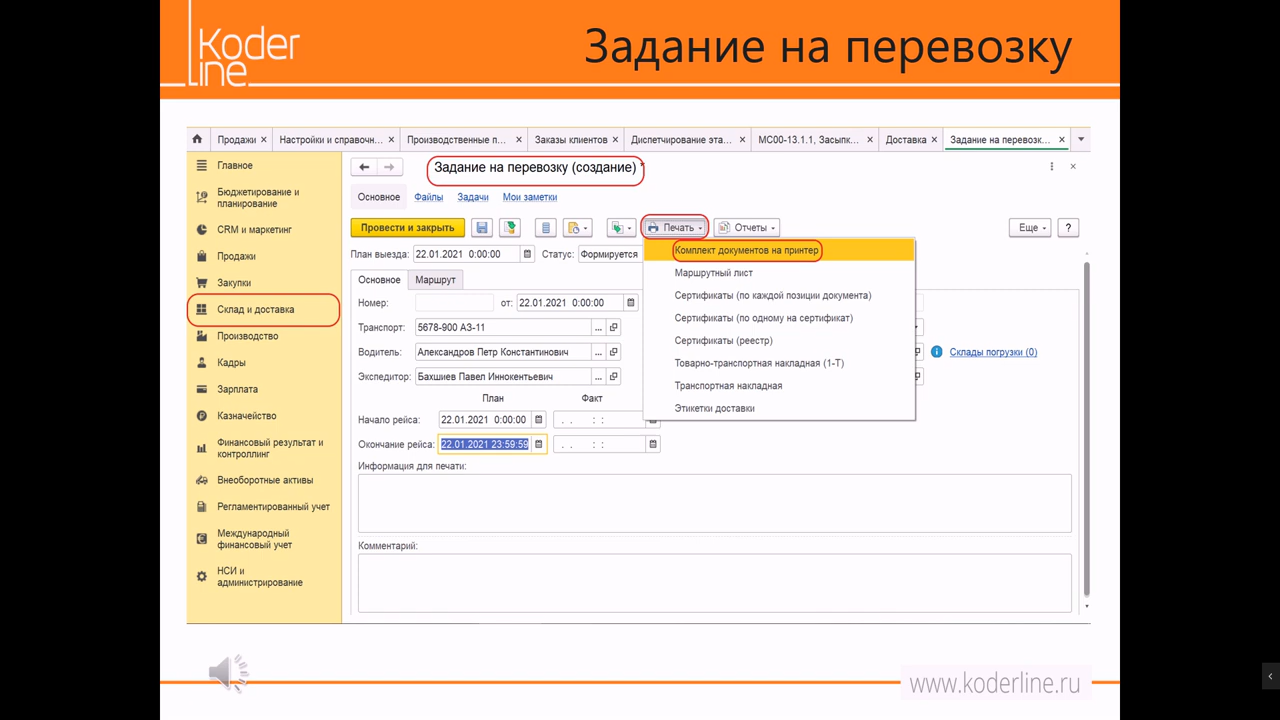 Koder
line
Задание на перевозку
Продажи × Настройки и справочн... × Производственные п... × Заказы клиентов × Диспетчирование эта... × МС00-13.1.1, Засыпк... × Доставка × Задание на перевозк... ×
Главное
Бюджетирование и
планирование
CRM и маркетинг
Продажи
Закупки
Склад и доставка
Производство
Кадры
Зарплата
Казначейство
Финансовый результат и
контроллинг
Внеоборотные активы
Регламентированный учет
Международный
финансовый учет
НСИ и
администрирование
Задание на перевозку (создание) *
Основное Файлы Задачи Мои заметки
Провести и закрыть Печать Отчеты Еще ?
План выезда: 22.01.2021 0:00:00 Статус: Формируется
Комплект документов на принтер
Маршрутный лист
Сертификаты (по каждой позиции документа)
Сертификаты (по одному на сертификат)
Сертификаты (реестр)
Товарно-транспортная накладная (1-Т)
Транспортная накладная
Этикетки доставки
Основное Маршрут
Номер: от: 22.01.2021 0:00:00
Транспорт: 5678-900 АЗ-11 ...
Водитель: Александров Петр Константинович ... Склады погрузки (0)
Экспедитор: Бахшиев Павел Иннокентьевич ...
План Факт
Начало рейса: 22.01.2021 0:00:00 . . : :
Окончание рейса: 22.01.2021 23:59:59 . . : :
Информация для печати:
Комментарий:
www.koderline.ru